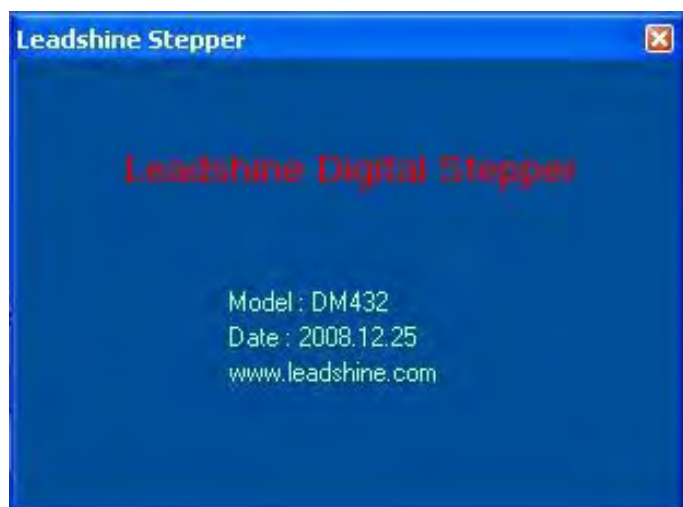 Leadshine Stepper
Leadshine Digital Stepper
Model : DM432
Date : 2008.12.25
www.leadshine.com